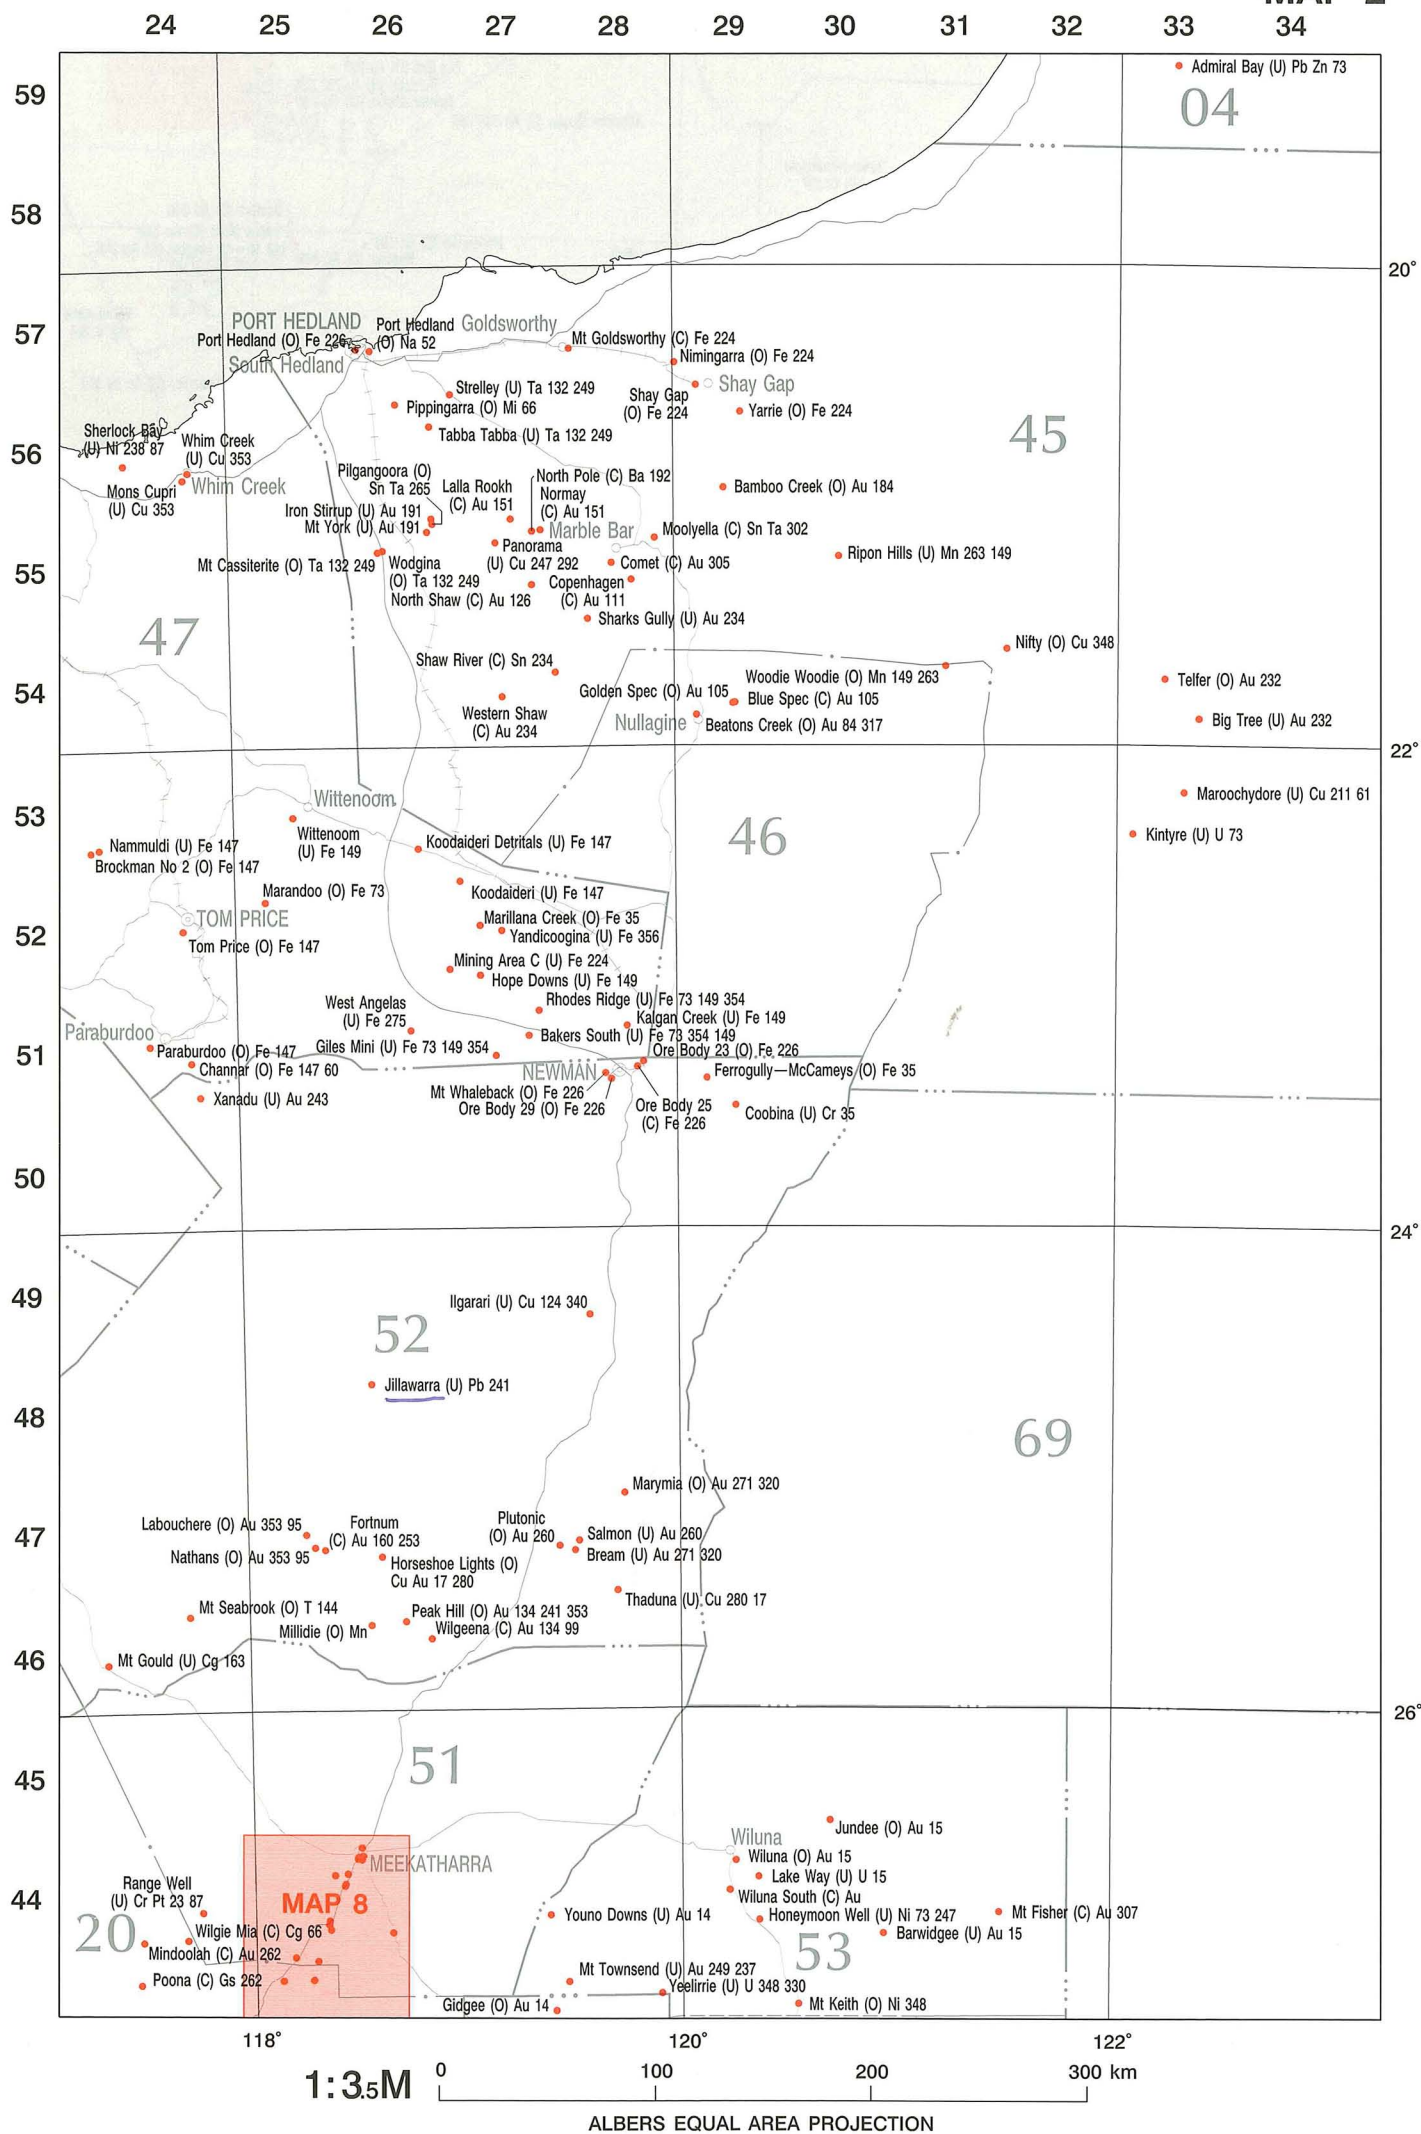 24 25 26 27 28 29 30 31 32 33 34
59
Admiral Bay (U) Pb Zn 73
04
58
20°
57
PORT HEDLAND
Port Hedland (O) Fe 226
Port Hedland
(O) Na 52
Goldsworthy
South Hedland
Mt Goldsworthy (C) Fe 224
Nimingarra (O) Fe 224
Shay Gap
Shay Gap
(O) Fe 224
Yarrie (O) Fe 224
Strelley (U) Ta 132 249
Pippingarra (O) Mi 66
Tabba Tabba (U) Ta 132 249
45
56
Sherlock Bay
(U) Ni 238 87
Whim Creek
(U) Cu 353
Whim Creek
Mons Cupri
(U) Cu 353
Pilgangoora (O)
Sn Ta 265
Lalla Rookh
(C) Au 151
North Pole (C) Ba 192
Normay
(C) Au 151
Bamboo Creek (O) Au 184
Iron Stirrup (U) Au 191
Mt York (U) Au 191
Marble Bar
Moolyella (C) Sn Ta 302
Panorama
(U) Cu 247 292
Ripon Hills (U) Mn 263 149
55
Mt Cassiterite (O) Ta 132 249
Wodgina
(O) Ta 132 249
Comet (C) Au 305
North Shaw (C) Au 126
Copenhagen
(C) Au 111
Sharks Gully (U) Au 234
47
Nifty (O) Cu 348
Shaw River (C) Sn 234
Woodie Woodie (O) Mn 149 263
54
Telfer (O) Au 232
Golden Spec (O) Au 105
Blue Spec (C) Au 105
Western Shaw
(C) Au 234
Nullagine
Beatons Creek (O) Au 84 317
Big Tree (U) Au 232
22°
Maroochydore (U) Cu 211 61
53
Wittenoom
Wittenoom
(U) Fe 149
46
Kintyre (U) U 73
Nammuldi (U) Fe 147
Brockman No 2 (O) Fe 147
Koodaideri Detritals (U) Fe 147
Marandoo (O) Fe 73
Koodaideri (U) Fe 147
52
TOM PRICE
Tom Price (O) Fe 147
Marillana Creek (O) Fe 35
Yandicoogina (U) Fe 356
Mining Area C (U) Fe 224
Hope Downs (U) Fe 149
Rhodes Ridge (U) Fe 73 149 354
West Angelas
(U) Fe 275
Kalgan Creek (U) Fe 149
Paraburdoo
Bakers South (U) Fe 73 354 149
51
Paraburdoo (O) Fe 147
Giles Mini (U) Fe 73 149 354
Ore Body 23 (O) Fe 226
Channar (O) Fe 147 60
NEWMAN
Ferrogully—McCameys (O) Fe 35
Xanadu (U) Au 243
Mt Whaleback (O) Fe 226
Ore Body 29 (O) Fe 226
Ore Body 25
(C) Fe 226
Coobina (U) Cr 35
50
24°
49
Ilgarari (U) Cu 124 340
52
Jillawarra (U) Pb 241
48
69
Marymia (O) Au 271 320
47
Labouchere (O) Au 353 95
Fortnum
(C) Au 160 253
Plutonic
(O) Au 260
Salmon (U) Au 260
Nathans (O) Au 353 95
Bream (U) Au 271 320
Horseshoe Lights (O)
Cu Au 17 280
Thaduna (U) Cu 280 17
Mt Seabrook (O) T 144
Peak Hill (O) Au 134 241 353
Millidie (O) Mn
Wilgeena (C) Au 134 99
46
Mt Gould (U) Cg 163
26°
45
51
Jundee (O) Au 15
MEEKATHARRA
Wiluna
Wiluna (O) Au 15
Lake Way (U) U 15
44
Range Well
(U) Cr Pt 23 87
MAP 8
Wiluna South (C) Au
Youno Downs (U) Au 14
Honeymoon Well (U) Ni 73 247
Mt Fisher (C) Au 307
20
Wilgie Mia (C) Cg 66
Barwidgee (U) Au 15
Mindoolah (C) Au 262
53
Poona (C) Gs 262
Mt Townsend (U) Au 249 237
Yeelirrie (U) U 348 330
Gidgee (O) Au 14
Mt Keith (O) Ni 348
118° 120° 122°
1:3.5M
0 100 200 300 km
ALBERS EQUAL AREA PROJECTION